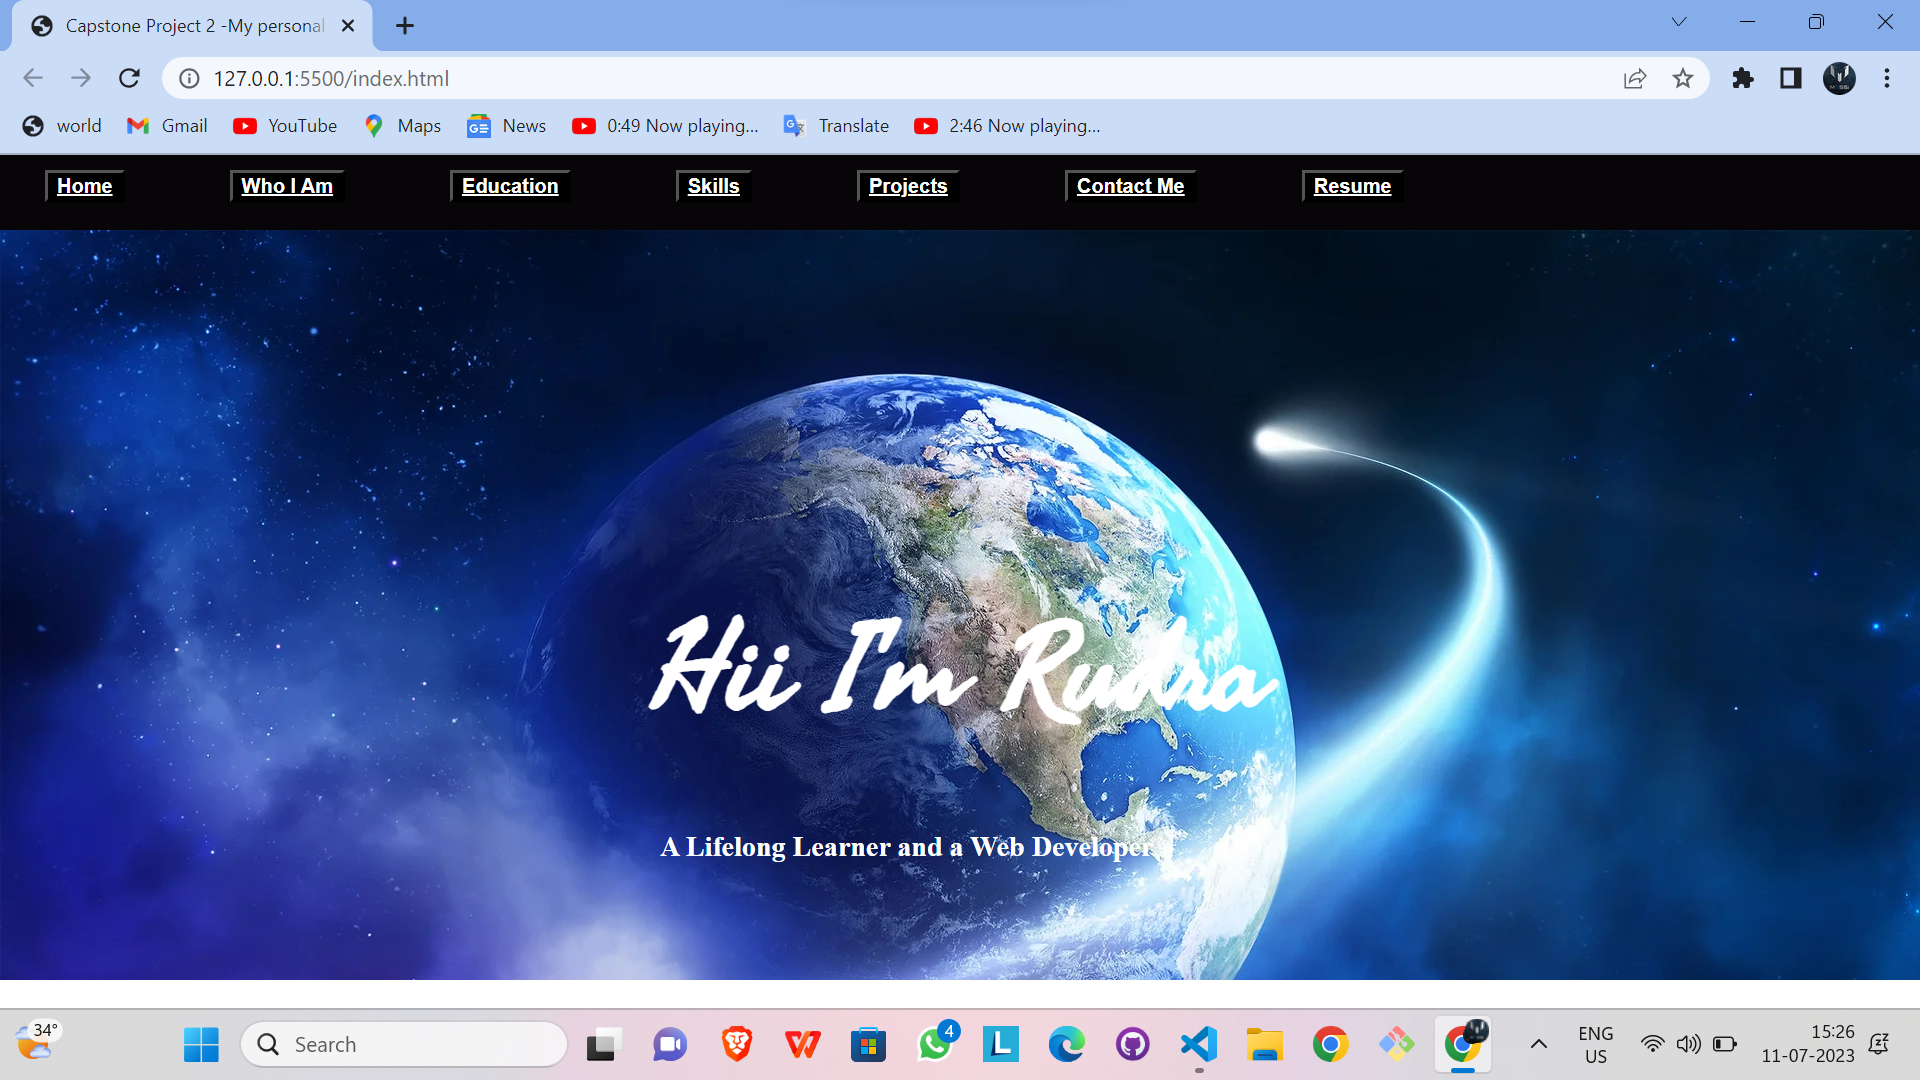 Capstone Project 2 -My personal
127.0.0.1:5500/index.html
world Gmail YouTube Maps News 0:49 Now playing... Translate 2:46 Now playing...
Home Who I Am Education Skills Projects Contact Me Resume
Hii I'm Rudra
A Lifelong Learner and a Web Developer
34° Search 4 ENG 15:26
US 11-07-2023